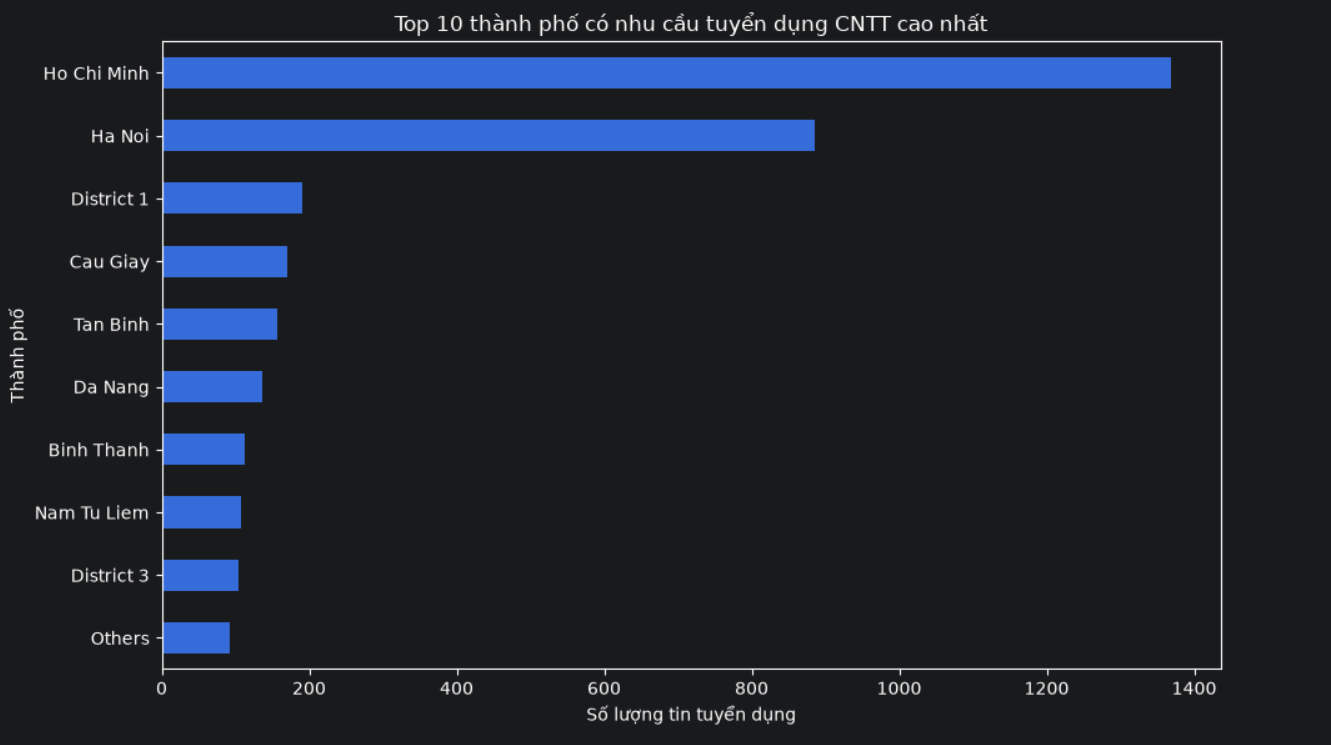 Top 10 thành phố có nhu cầu tuyển dụng CNTT cao nhất
Thành phố
Ho Chi Minh
Ha Noi
District 1
Cau Giay
Tan Binh
Da Nang
Binh Thanh
Nam Tu Liem
District 3
Others
0 200 400 600 800 1000 1200 1400
Số lượng tin tuyển dụng